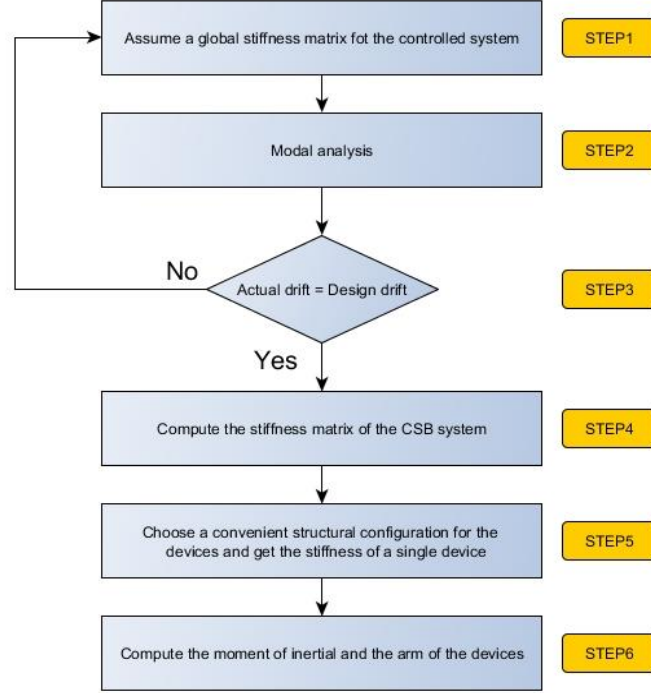 Assume a global stiffness matrix fot the controlled system
STEP1
Modal analysis
STEP2
No
Actual drift = Design drift
STEP3
Yes
Compute the stiffness matrix of the CSB system
STEP4
Choose a convenient structural configuration for the
devices and get the stiffness of a single device
STEP5
Compute the moment of inertial and the arm of the devices
STEP6